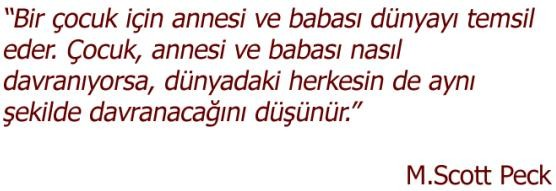 “Bir çocuk için annesi ve babası dünyayı temsil
eder. Çocuk, annesi ve babası nasıl
davranıyorsa, dünyadaki herkesin de aynı
şekilde davranacağını düşünür.”
M.Scott Peck